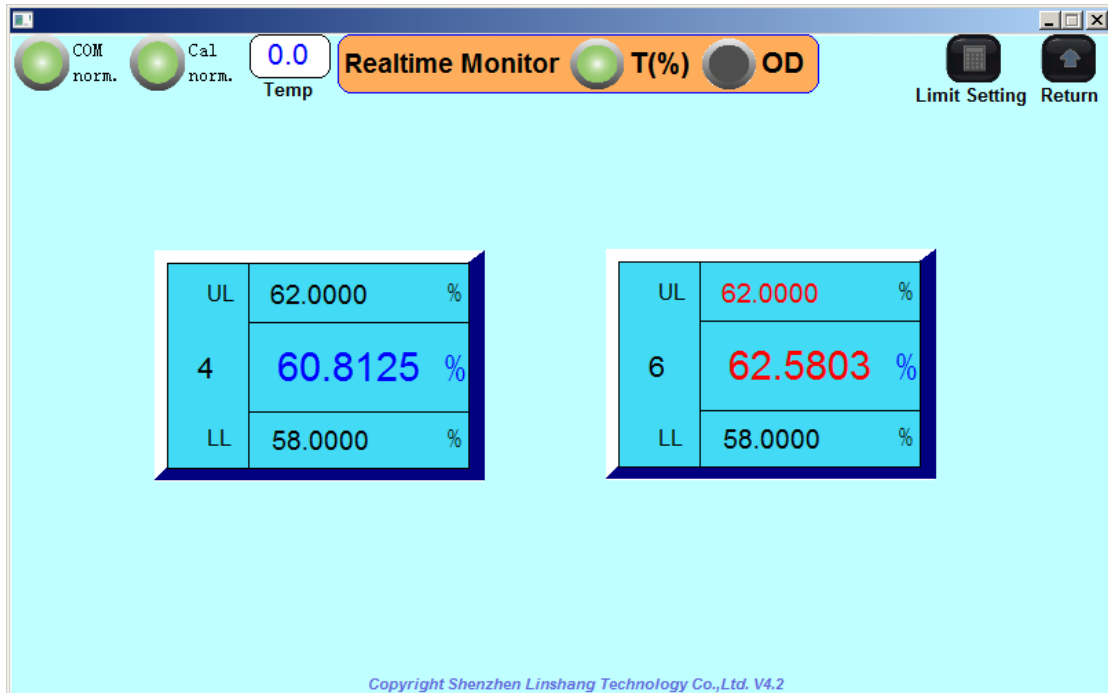 COM norm.
Cal norm.
0.0
Temp
Realtime Monitor T(%) OD
Limit Setting
Return
UL 62.0000 %
4 60.8125 %
LL 58.0000 %
UL 62.0000 %
6 62.5803 %
LL 58.0000 %
Copyright Shenzhen Linshang Technology Co.,Ltd. V4.2